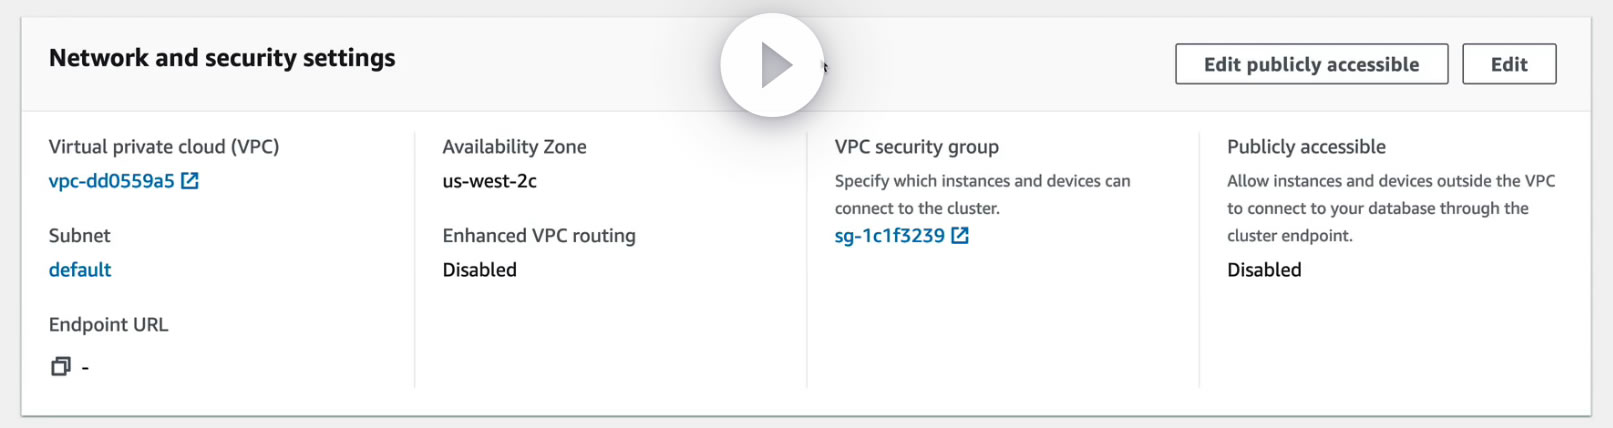 Network and security settings
Edit publicly accessible
Edit
Virtual private cloud (VPC)
vpc-dd0559a5
Subnet
default
Endpoint URL
-
Availability Zone
us-west-2c
Enhanced VPC routing
Disabled
VPC security group
Specify which instances and devices can
connect to the cluster.
sg-1c1f3239
Publicly accessible
Allow instances and devices outside the VPC
to connect to your database through the
cluster endpoint.
Disabled